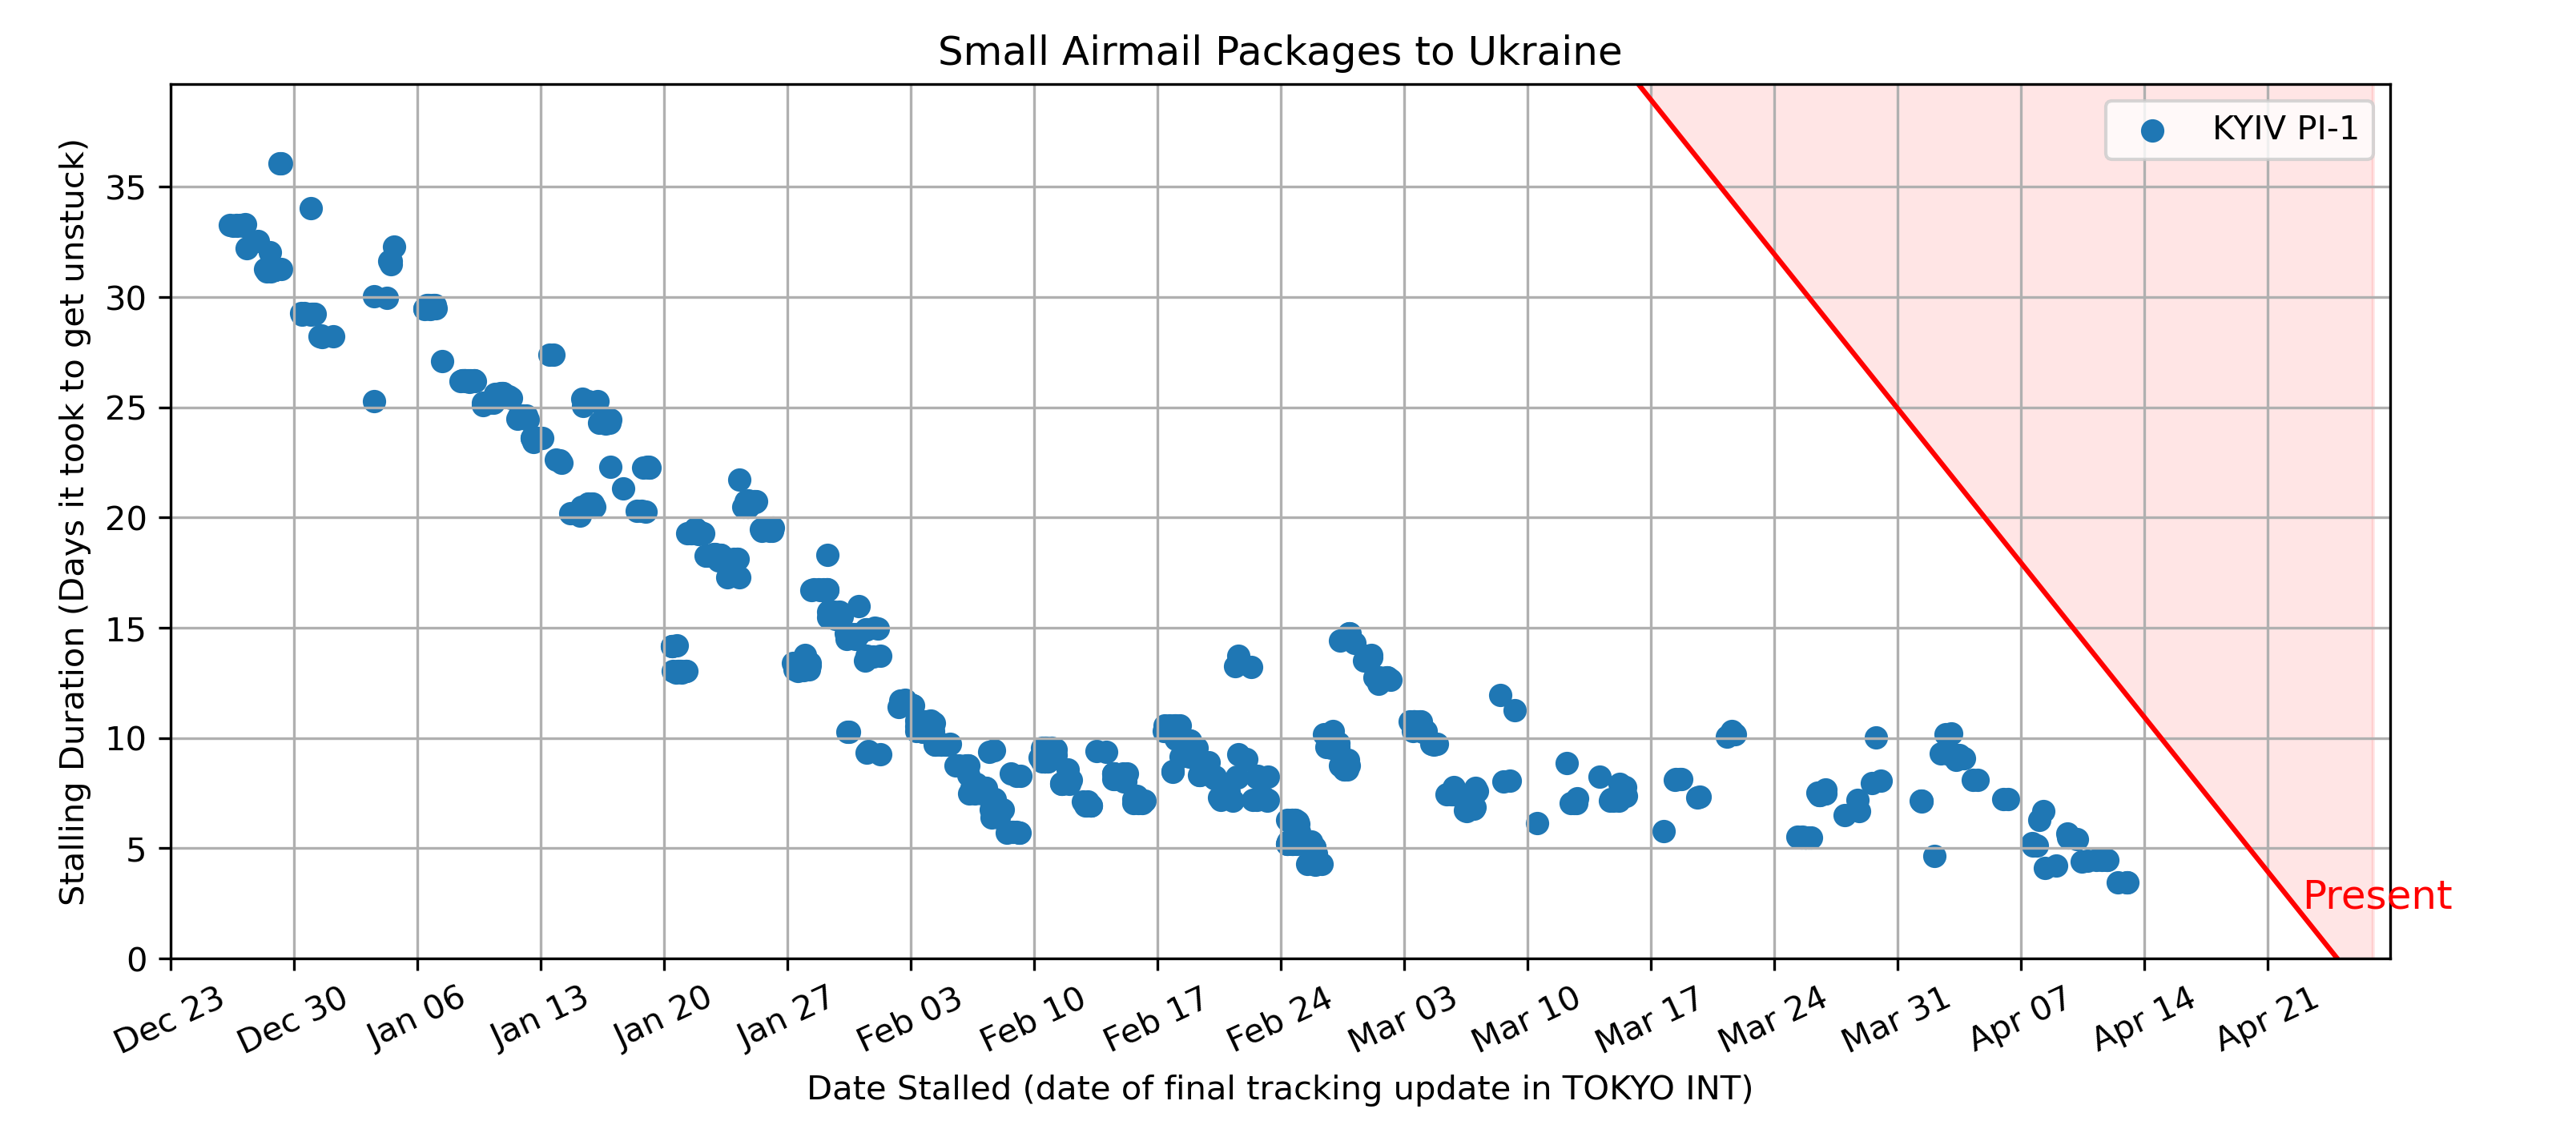 Small Airmail Packages to Ukraine
KYIV PI-1
Stalling Duration (Days it took to get unstuck)
35
30
25
20
15
10
5
0
Present
Dec 23
Dec 30
Jan 06
Jan 13
Jan 20
Jan 27
Feb 03
Feb 10
Feb 17
Feb 24
Mar 03
Mar 10
Mar 17
Mar 24
Mar 31
Apr 07
Apr 14
Apr 21
Date Stalled (date of final tracking update in TOKYO INT)